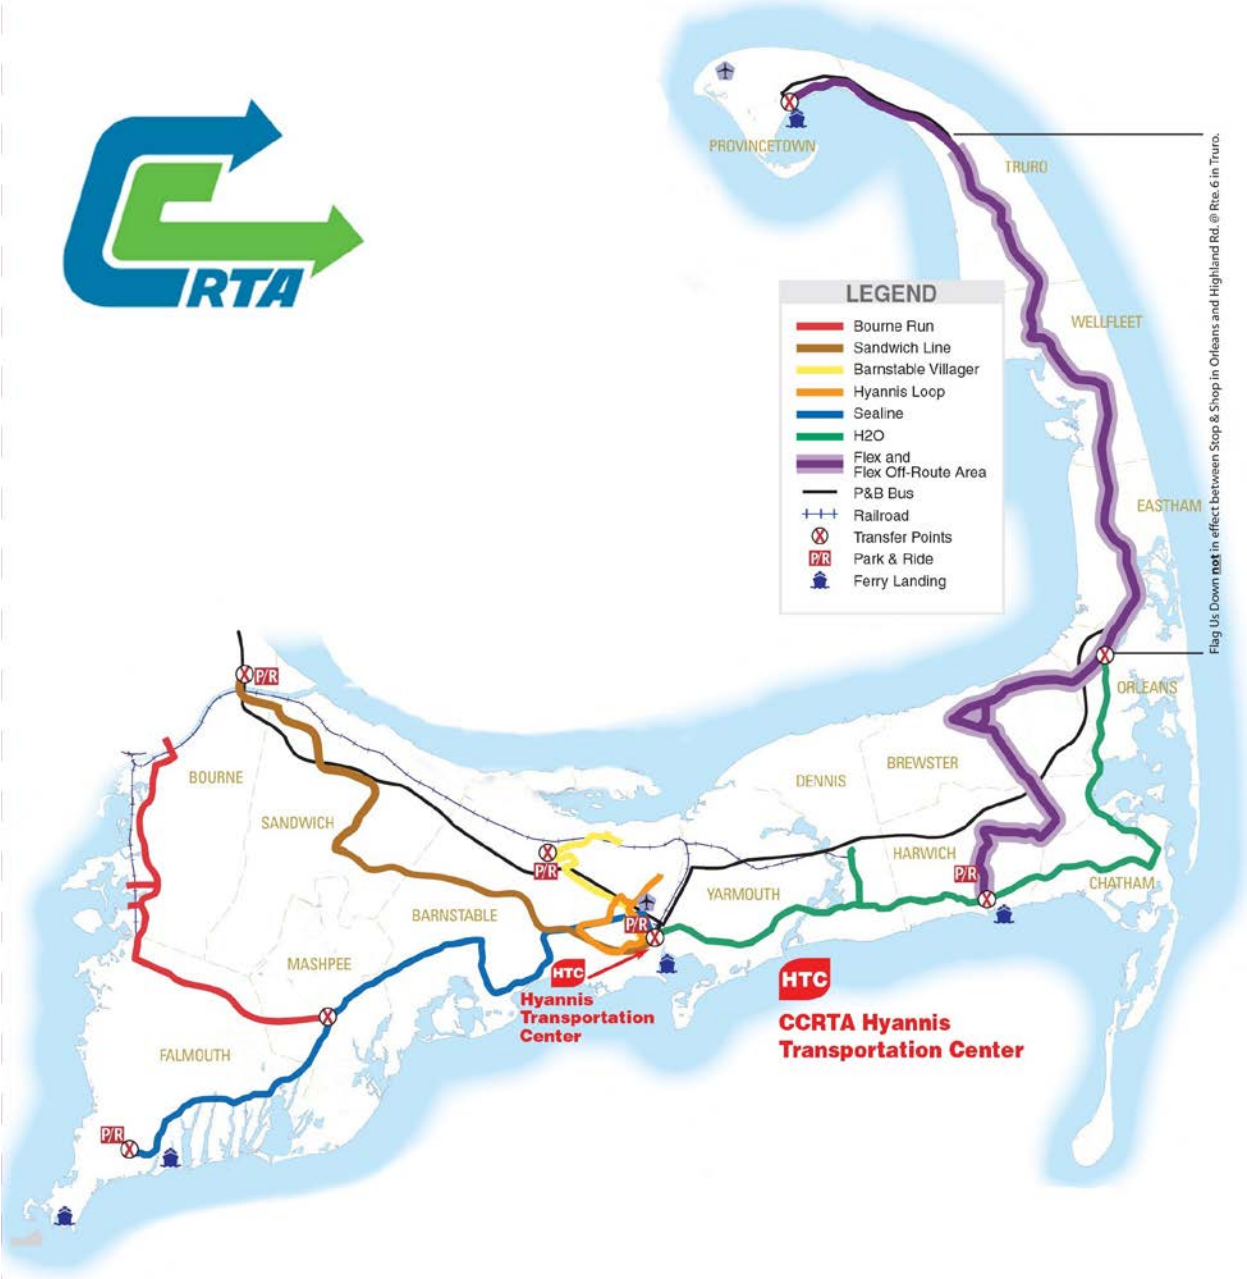 CRTA
PROVINCETOWN
TRURO
LEGEND
Bourne Run
Sandwich Line
Barnstable Villager
Hyannis Loop
Sealine
H2O
Flex and
Flex Off-Route Area
P&B Bus
Railroad
Transfer Points
P/R Park & Ride
Ferry Landing
WELLFLEET
EASTHAM
Flag Us Down not in effect between Stop & Shop in Orleans and Highland Rd. @ Rte. 6 in Truro.
P/R
ORLEANS
BOURNE
BREWSTER
DENNIS
SANDWICH
HARWICH
P/R
P/R
CHATHAM
YARMOUTH
BARNSTABLE
P/R
MASHPEE
HTC
Hyannis
Transportation
Center
HTC
CCRTA Hyannis
Transportation Center
FALMOUTH
P/R